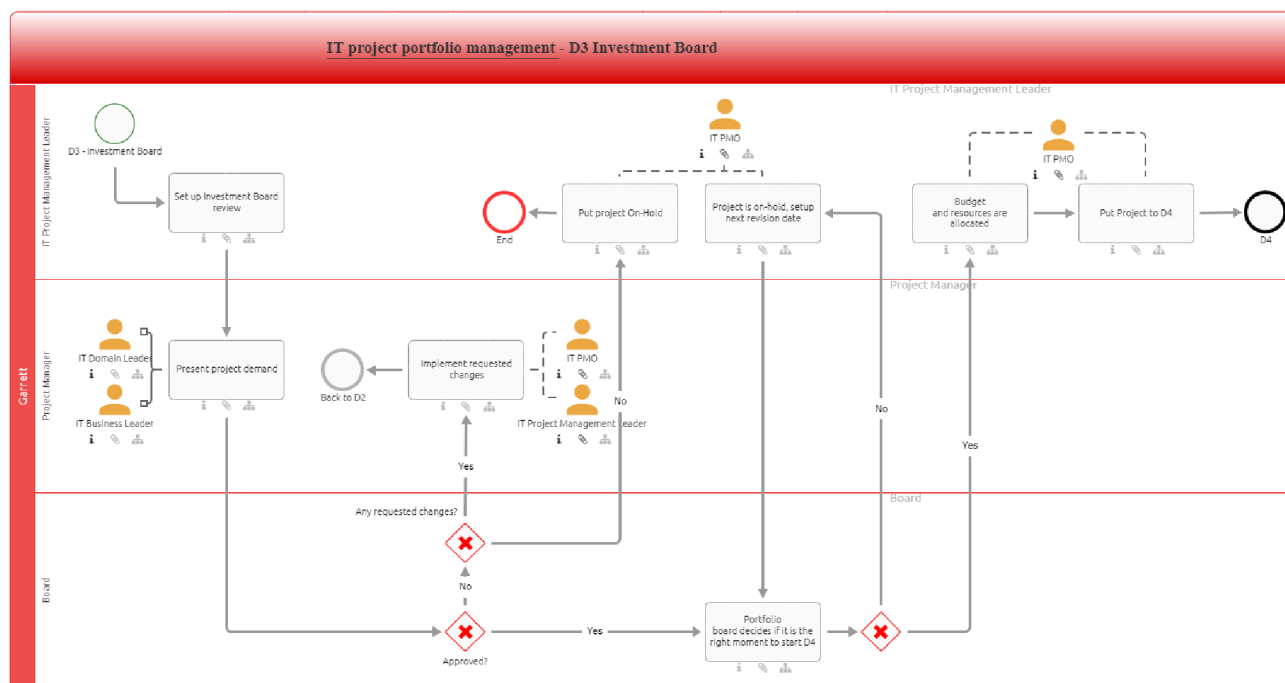 IT project portfolio management - D3 Investment Board
Garrett
IT Project Management Leader
IT Project Management Leader
D3 - Investment Board
Set up Investment Board
review
End
Put project On-Hold
IT PMO
Project is on-hold, setup
next revision date
Budget
and resources are
allocated
IT PMO
Put Project to D4
D4
Project Manager
Project Manager
IT Domain Leader
IT Business Leader
Present project demand
Back to D2
Implement requested
changes
IT PMO
IT Project Management Leader
No
No
Yes
Yes
Board
Board
Any requested changes?
No
Approved?
Yes
Portfolio
board decides if it is the
right moment to start D4